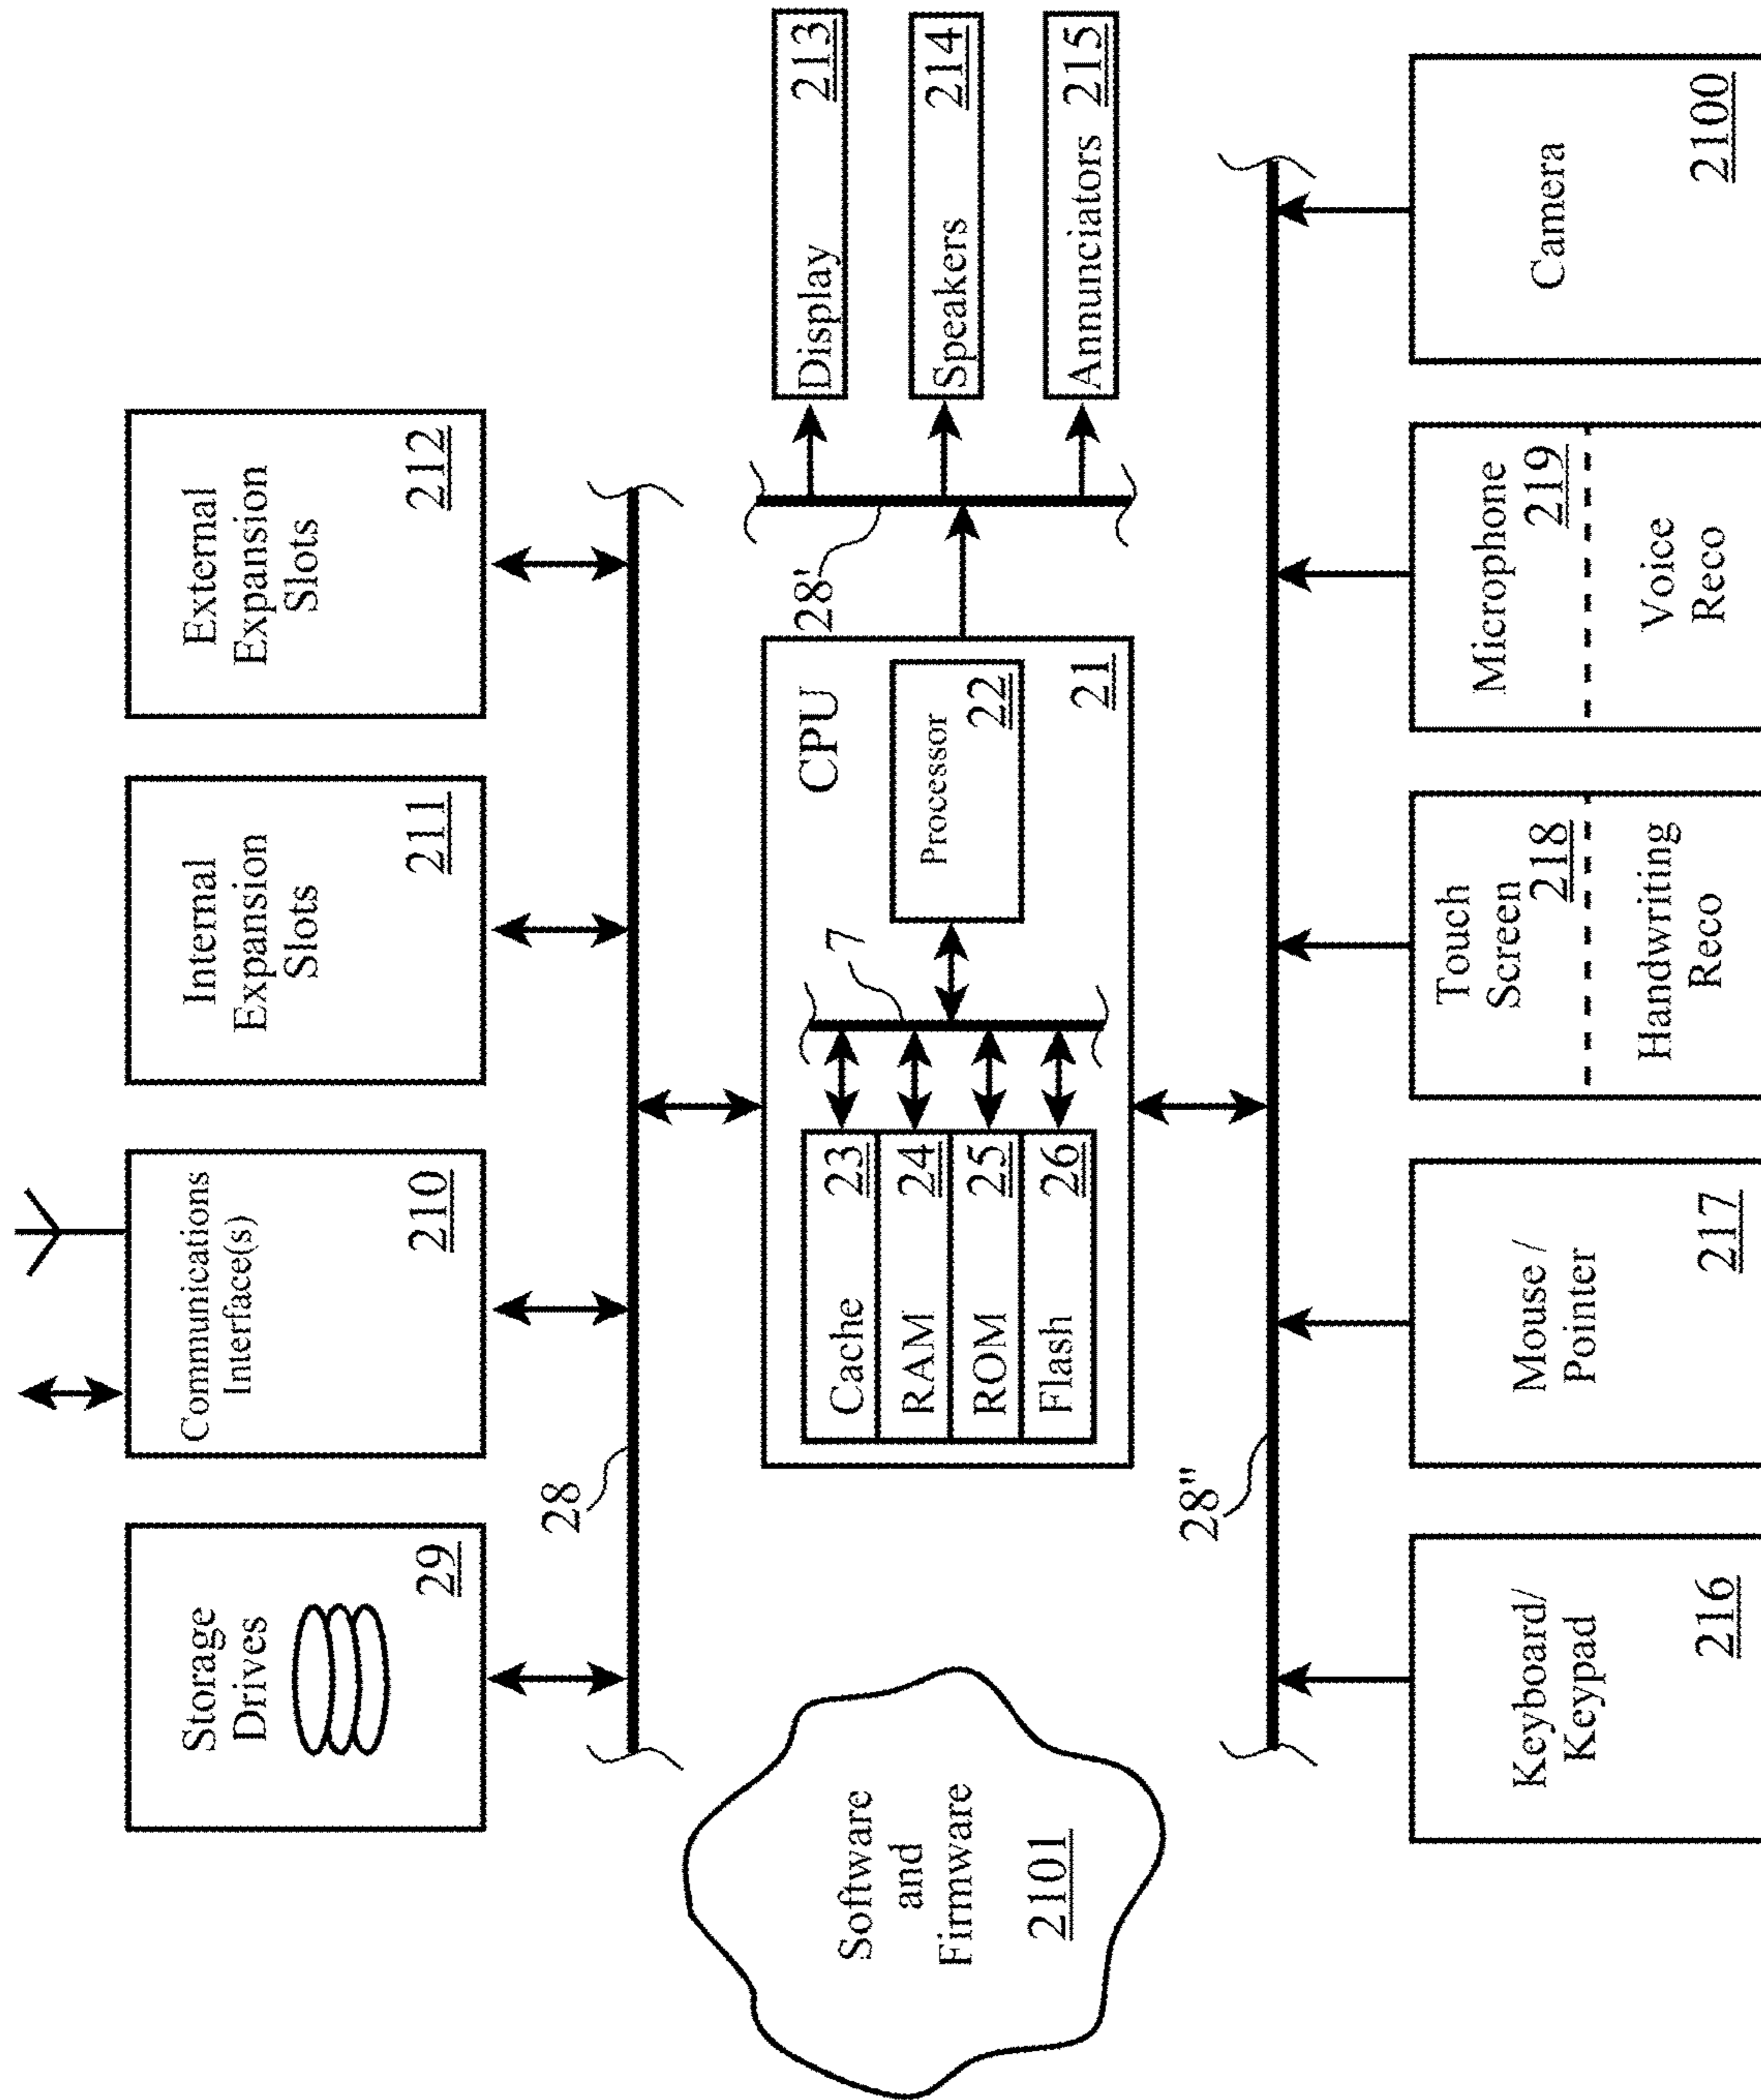 Storage
Drives
29
Communications
Interface(s)
210
Internal
Expansion
Slots
211
External
Expansion
Slots
212
28
Software
and
Firmware
2101
CPU
Cache 23
RAM 24
ROM 25
Flash 26
7
Processor
22
21
28'
Display 213
Speakers 214
Annunciators 215
28"
Keyboard/
Keypad
216
Mouse /
Pointer
217
Touch
Screen
218
Handwriting
Reco
Microphone
219
Voice
Reco
Camera
2100